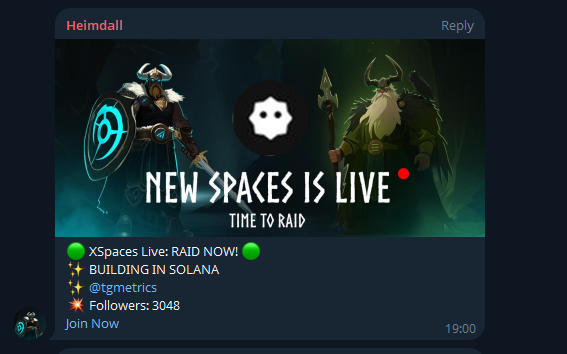 Heimdall Reply
NEW SPACES IS LIVE
TIME TO RAID
🟢 XSpaces Live: RAID NOW! 🟢
✨ BUILDING IN SOLANA
✨ @tgmetrics
💥 Followers: 3048
Join Now
19:00